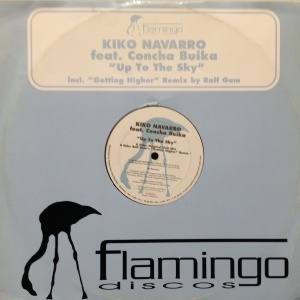 flamingo
KIKO NAVARRO
feat. Concha Buika
"Up To The Sky"
incl. "Getting Higher" Remix by Ralf Gum
KIKO NAVARRO
feat. Concha Buika
"Up To The Sky"
flamingo
discos